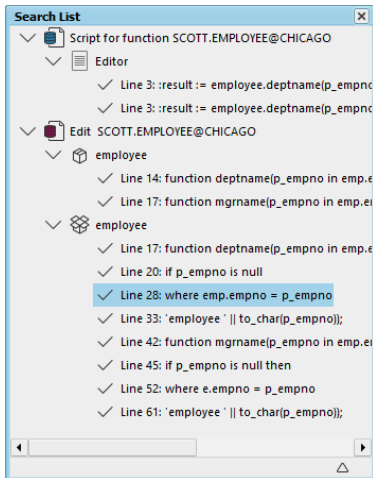 Search List
Script for function SCOTT.EMPLOYEE@CHICAGO
Editor
Line 3: :result := employee.deptname(p_empno
Line 3: :result := employee.deptname(p_empno
Edit SCOTT.EMPLOYEE@CHICAGO
employee
Line 14: function deptname(p_empno in emp.e
Line 17: function mgrname(p_empno in emp.en
employee
Line 17: function deptname(p_empno in emp.e
Line 20: if p_empno is null
Line 28: where emp.empno = p_empno
Line 33: 'employee ' || to_char(p_empno));
Line 42: function mgrname(p_empno in emp.en
Line 45: if p_empno is null then
Line 52: where e.empno = p_empno
Line 61: 'employee ' || to_char(p_empno));